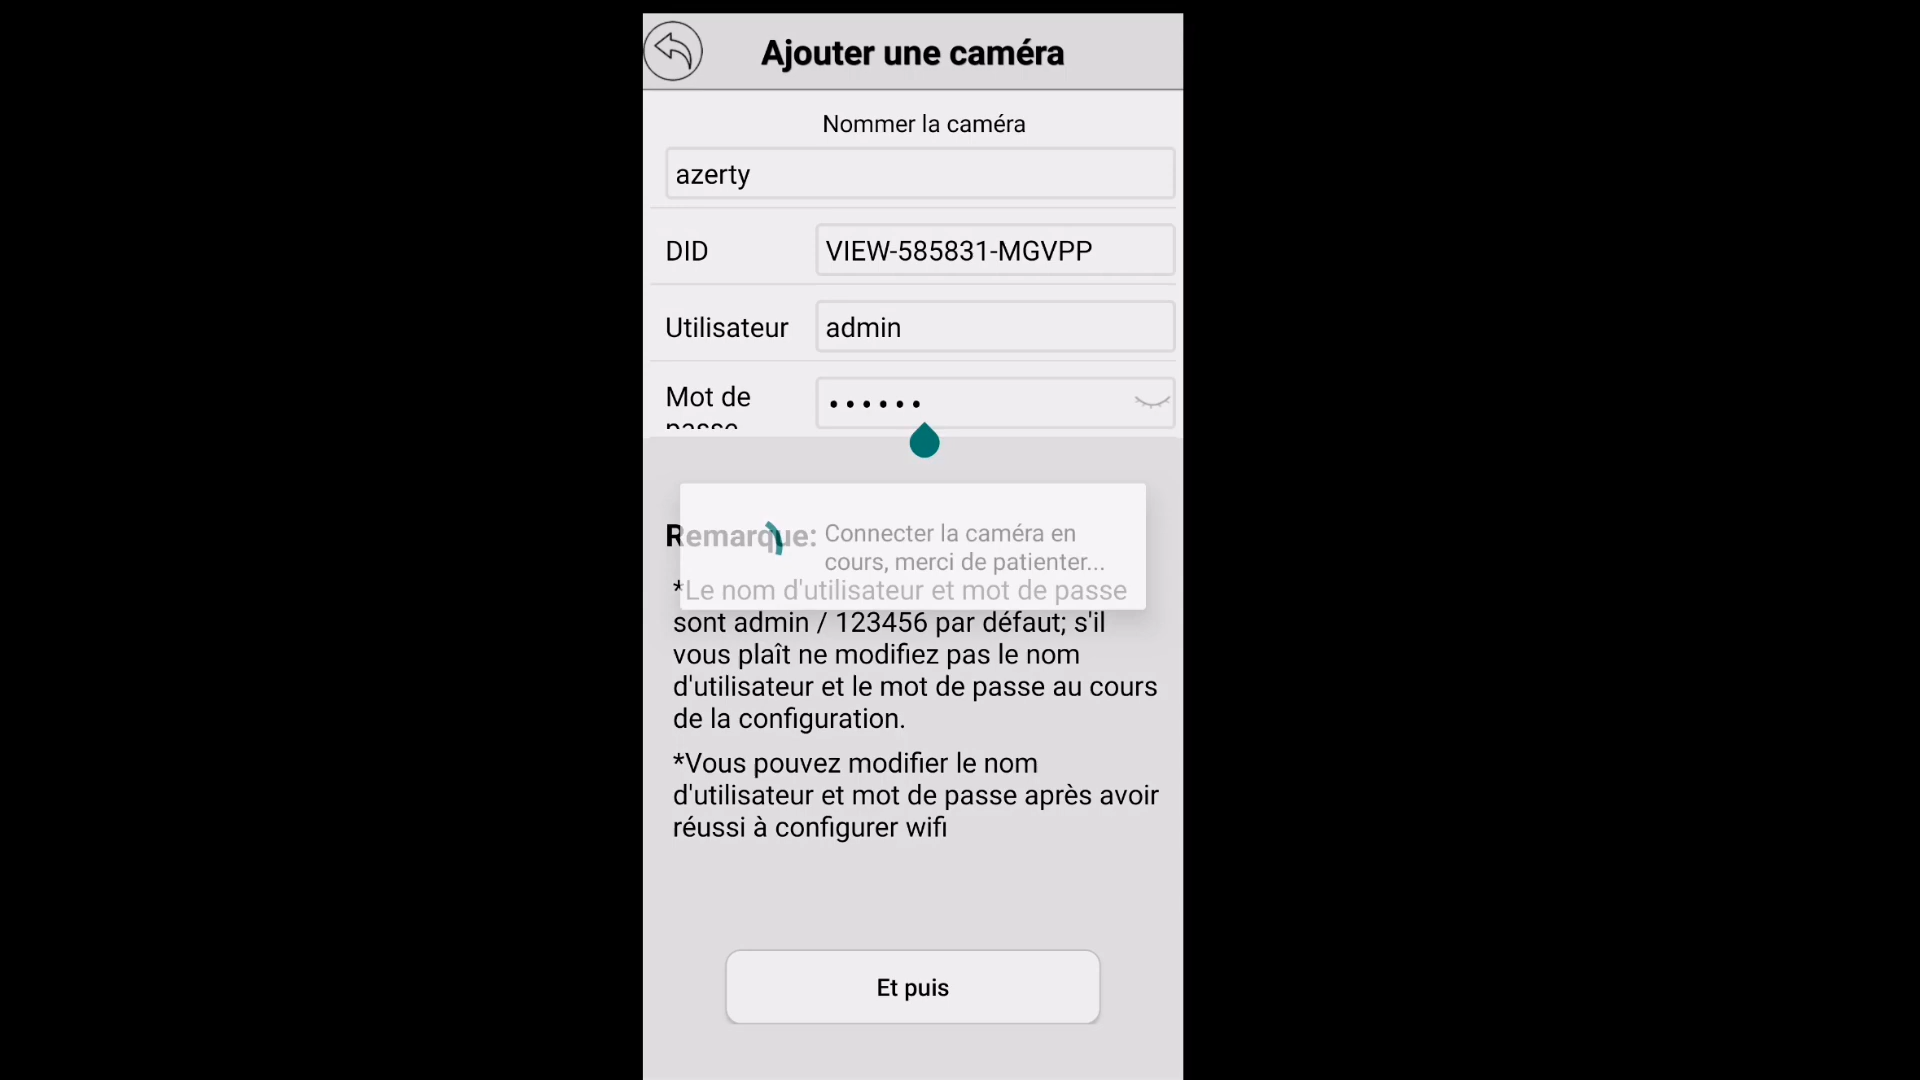 Ajouter une caméra
Nommer la caméra
azerty
DID
VIEW-585831-MGVPP
Utilisateur
admin
Mot de
passe
••••••
Remarque:
Connecter la caméra en
cours, merci de patienter...
*Le nom d'utilisateur et mot de passe
sont admin / 123456 par défaut; s'il
vous plaît ne modifiez pas le nom
d'utilisateur et le mot de passe au cours
de la configuration.
*Vous pouvez modifier le nom
d'utilisateur et mot de passe après avoir
réussi à configurer wifi
Et puis